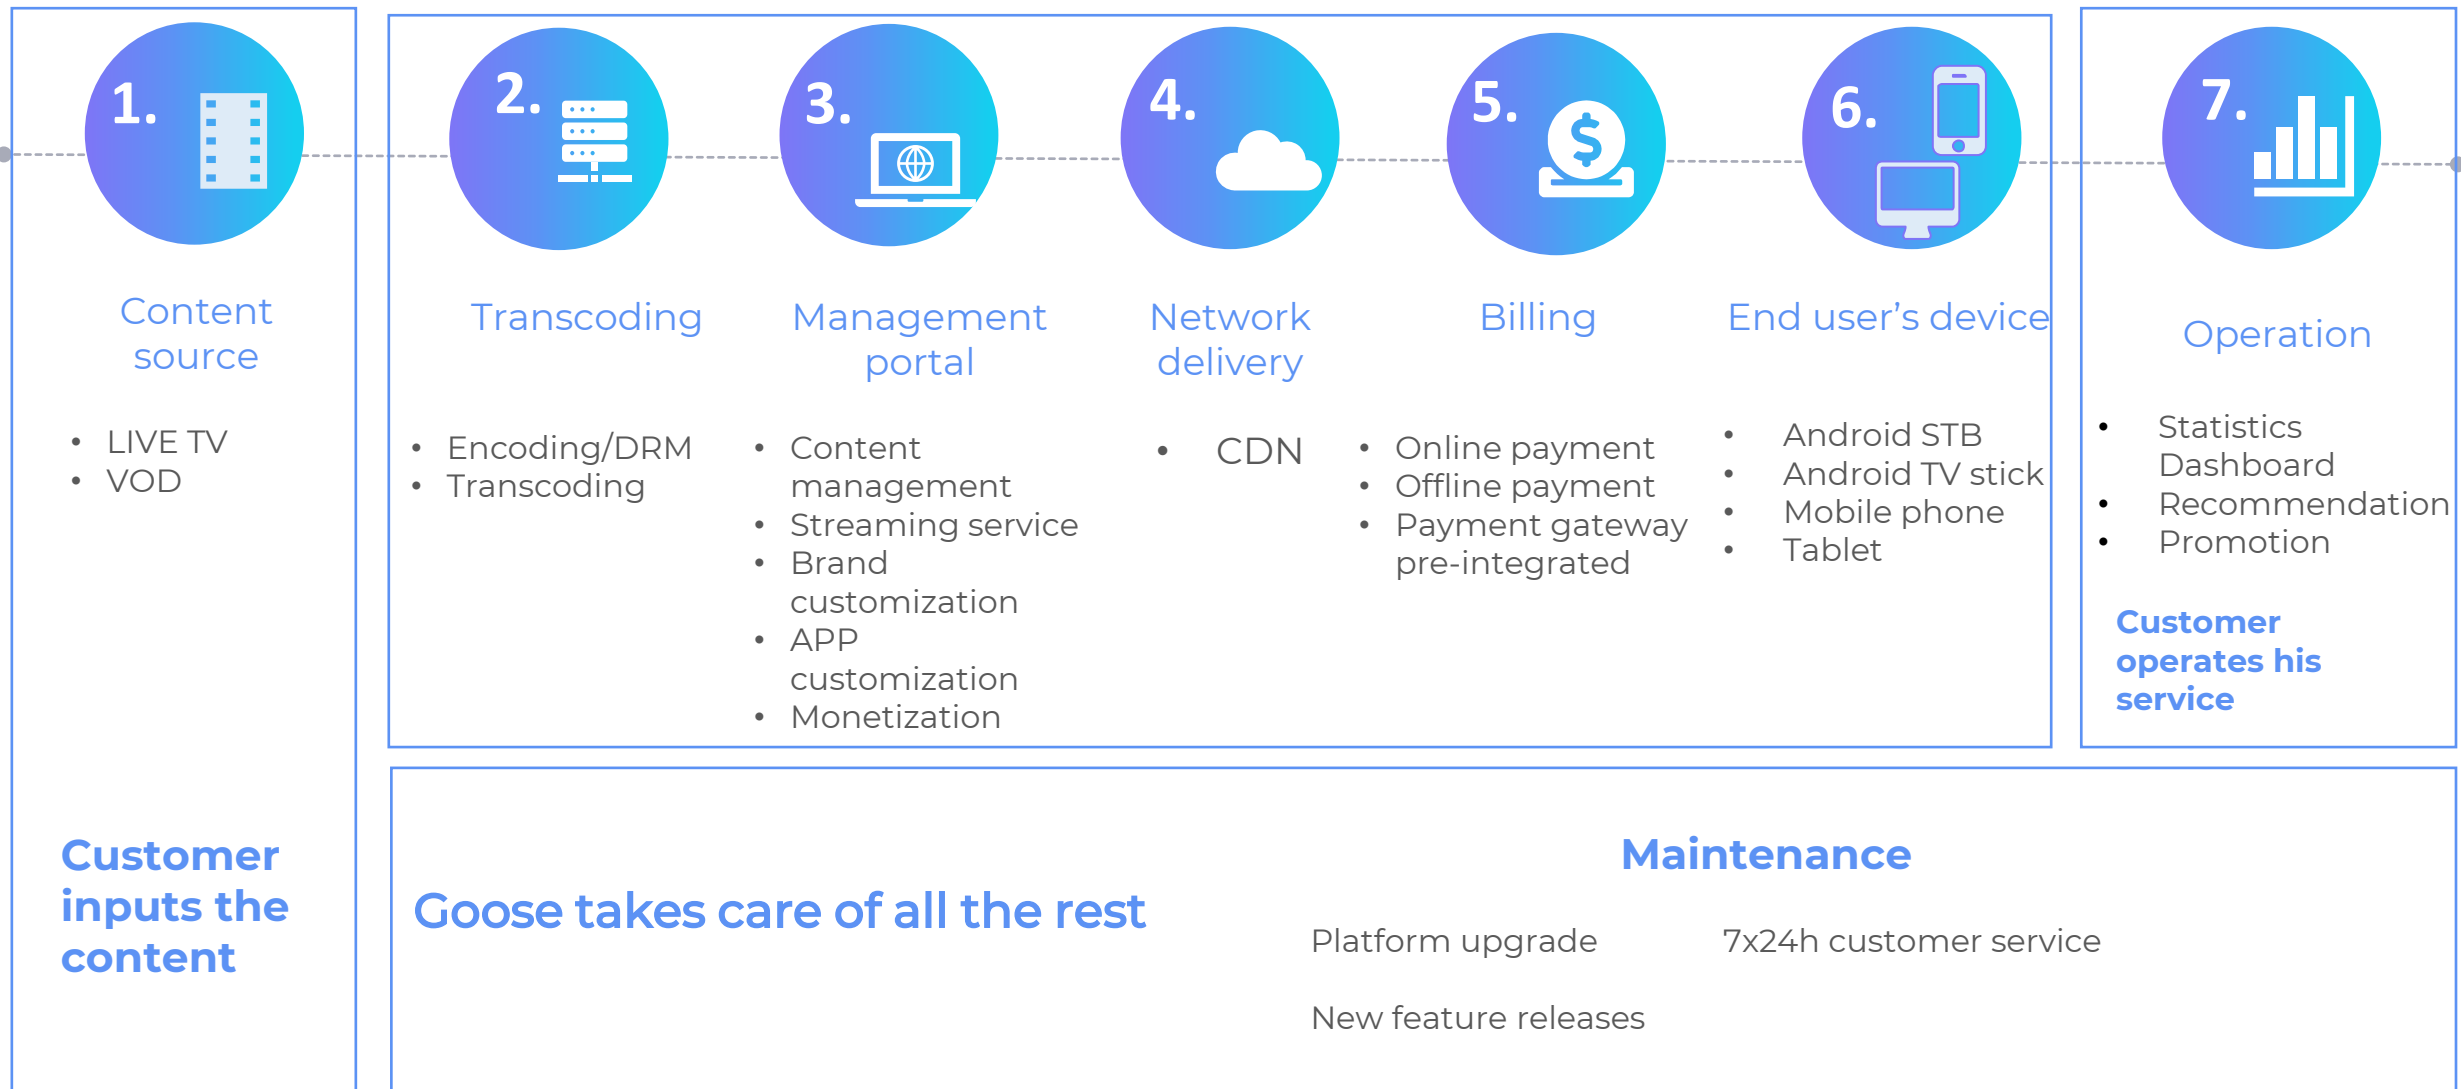 1.
Content
source
• LIVE TV
• VOD
Customer
inputs the
content
2.
Transcoding
• Encoding/DRM
• Transcoding
3.
Management
portal
• Content
management
• Streaming service
• Brand
customization
• APP
customization
• Monetization
4.
Network
delivery
• CDN
5.
Billing
• Online payment
• Offline payment
• Payment gateway
pre-integrated
6.
End user’s device
• Android STB
• Android TV stick
• Mobile phone
• Tablet
7.
Operation
• Statistics
Dashboard
• Recommendation
• Promotion
Customer
operates his
service
Goose takes care of all the rest
Maintenance
Platform upgrade
7x24h customer service
New feature releases